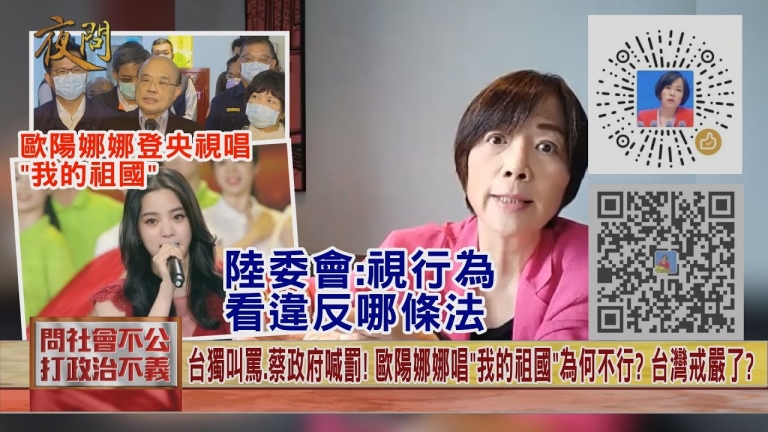 夜問
歐陽娜娜登央視唱
"我的祖國"
陸委會:視行為
看違反哪條法
問社會不公
打政治不義
台獨叫罵.蔡政府喊罰! 歐陽娜娜唱"我的祖國"為何不行? 台灣戒嚴了?